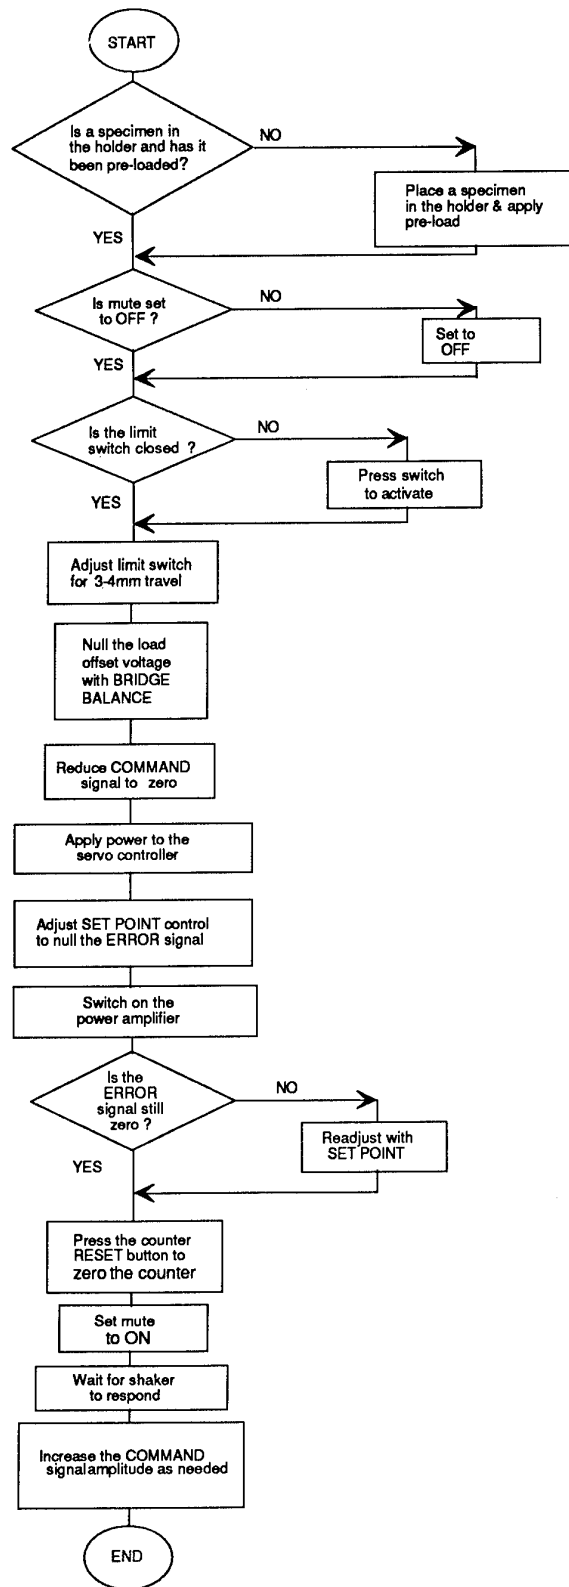 START
Is a specimen in
the holder and has it
been pre-loaded?
NO
Place a specimen
in the holder & apply
pre-load
YES
Is mute set
to OFF ?
NO
Set to
OFF
YES
Is the limit
switch closed ?
NO
Press switch
to activate
YES
Adjust limit switch
for 3-4mm travel
Null the load
offset voltage
with BRIDGE
BALANCE
Reduce COMMAND
signal to zero
Apply power to the
servo controller
Adjust SET POINT control
to null the ERROR signal
Switch on the
power amplifier
Is the
ERROR
signal still
zero ?
NO
Readjust with
SET POINT
YES
Press the counter
RESET button to
zero the counter
Set mute
to ON
Wait for shaker
to respond
Increase the COMMAND
signal amplitude as needed
END